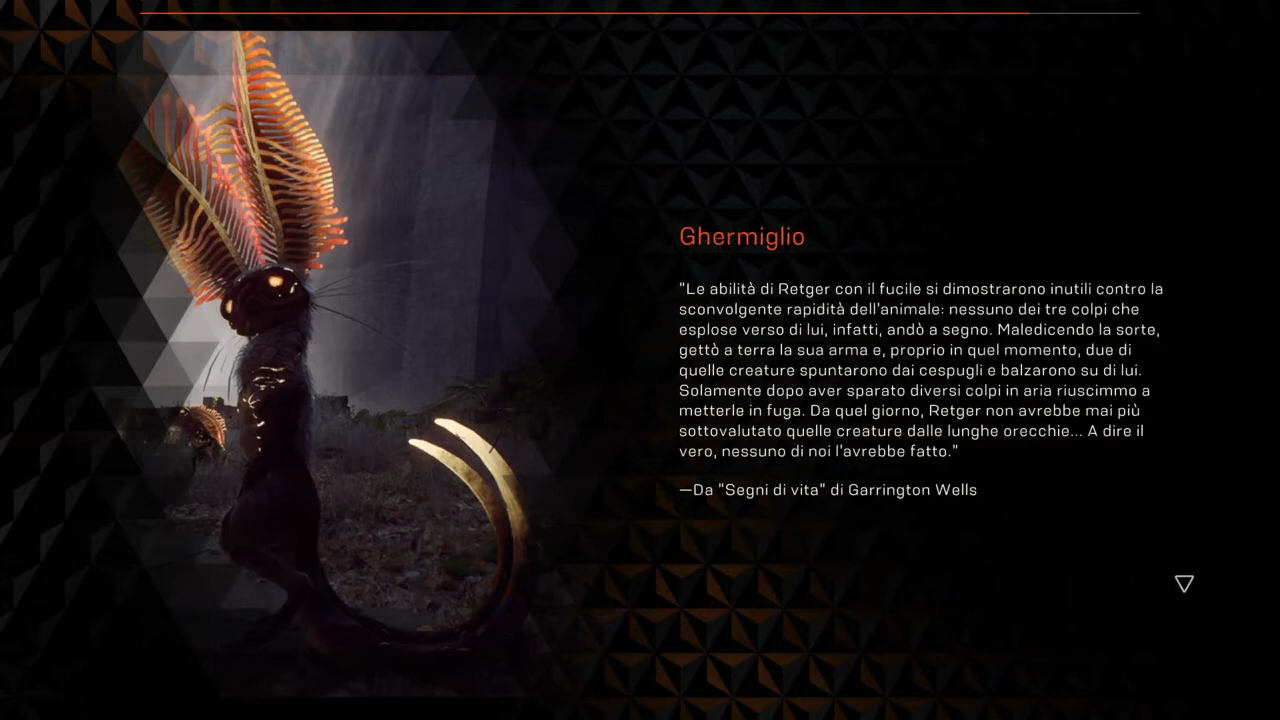 Ghermiglio
"Le abilità di Retger con il fucile si dimostrarono inutili contro la
sconvolgente rapidità dell'animale: nessuno dei tre colpi che
esplose verso di lui, infatti, andò a segno. Maledicendo la sorte,
gettò a terra la sua arma e, proprio in quel momento, due di
quelle creature spuntarono dai cespugli e balzarono su di lui.
Solamente dopo aver sparato diversi colpi in aria riuscimmo a
metterle in fuga. Da quel giorno, Retger non avrebbe mai più
sottovalutato quelle creature dalle lunghe orecchie... A dire il
vero, nessuno di noi l'avrebbe fatto."
—Da "Segni di vita" di Garrington Wells